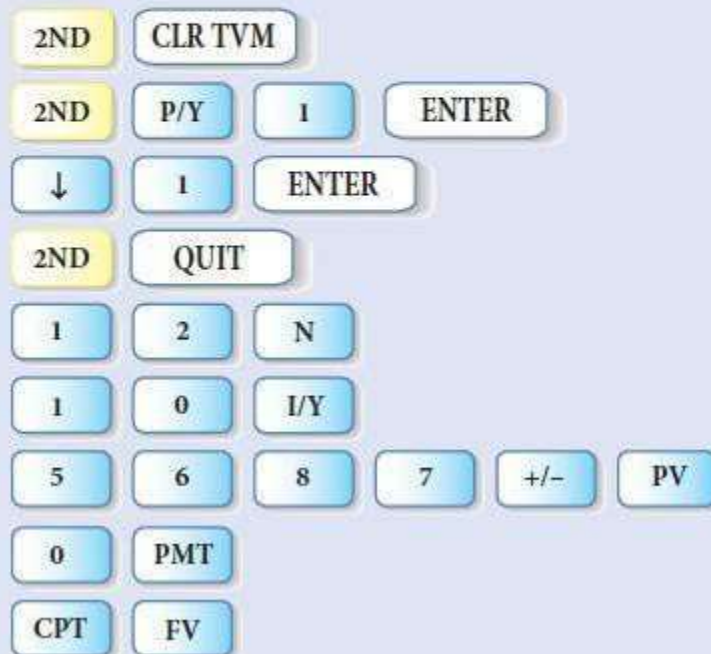 2ND CLR TVM
2ND P/Y 1 ENTER
↓ 1 ENTER
2ND QUIT
1 2 N
1 0 I/Y
5 6 8 7 +/– PV
0 PMT
CPT FV